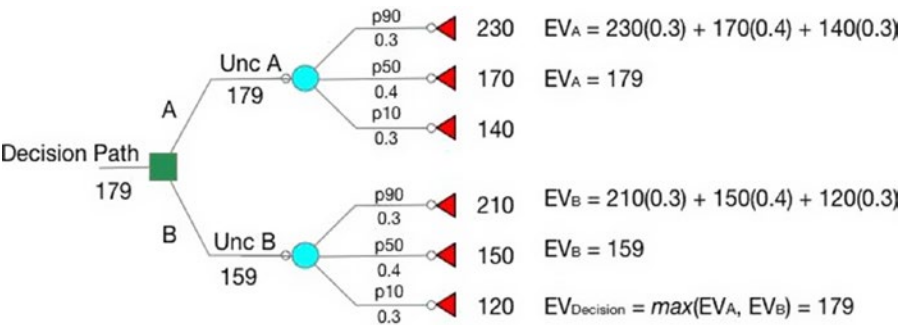 p90
0.3
230
EVA = 230(0.3) + 170(0.4) + 140(0.3)
Unc A
179
p50
0.4
170
EVA = 179
A
p10
0.3
140
Decision Path
179
p90
0.3
210
EVB = 210(0.3) + 150(0.4) + 120(0.3)
B
Unc B
159
p50
0.4
150
EVB = 159
p10
0.3
120
EVDecision = max(EVA, EVB) = 179